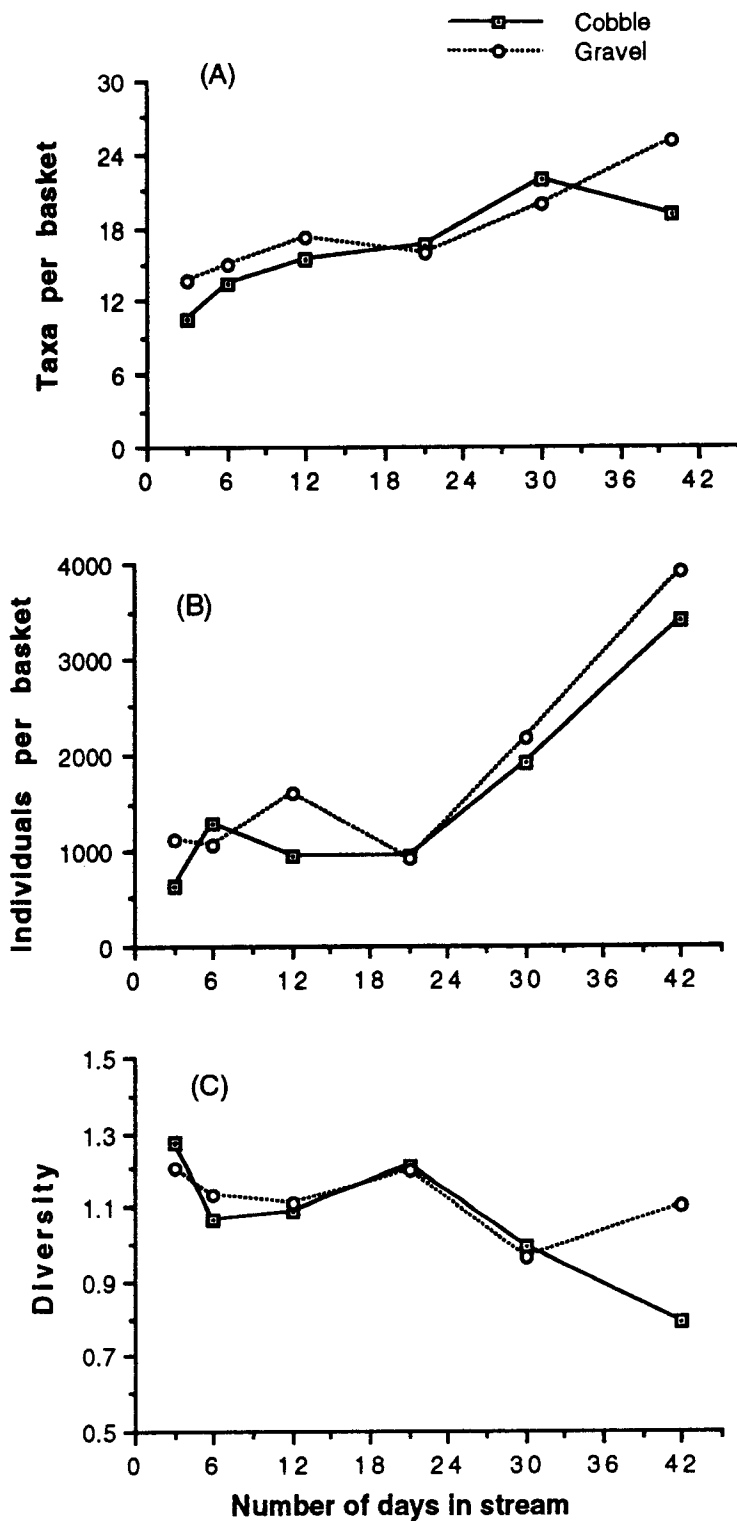 Cobble
Gravel
(A)
30
24
18
12
6
0
Taxa per basket
0 6 12 18 24 30 36 42
(B)
4000
3000
2000
1000
0
Individuals per basket
0 6 12 18 24 30 36 42
(C)
1.5
1.3
1.1
0.9
0.7
0.5
Diversity
0 6 12 18 24 30 36 42
Number of days in stream